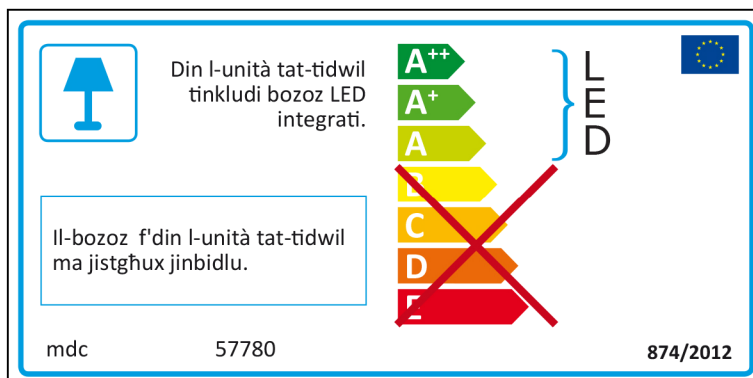 Din l-unità tat-tidwil
tinkludi bozoz LED
integrati.
A++
A+
A
B
C
D
E
L
E
D
Il-bozoz f'din l-unità tat-tidwil
ma jistgħux jinbidlu.
mdc 57780
874/2012